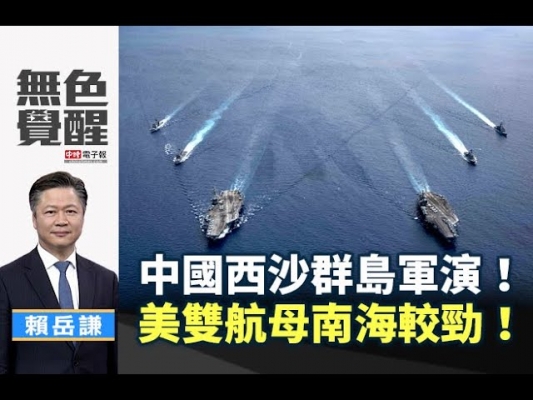 無色
覺醒
中時 電子報
賴岳謙
中國西沙群島軍演！
美雙航母南海較勁！